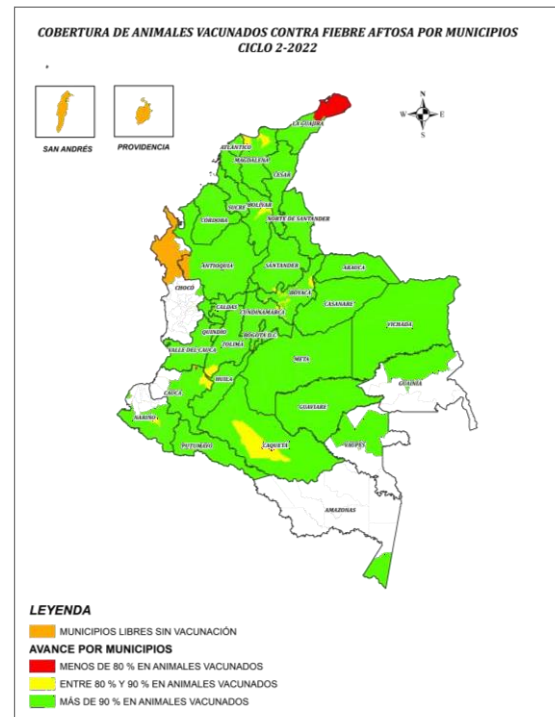 COBERTURA DE ANIMALES VACUNADOS CONTRA FIEBRE AFTOSA POR MUNICIPIOS
CICLO 2-2022
N
W E
S
SAN ANDRÉS
PROVIDENCIA
LA GUAJIRA
ATLÁNTICO
MAGDALENA
CESAR
SUCRE
BOLÍVAR
NORTE DE SANTANDER
CÓRDOBA
ANTIOQUIA
SANTANDER
ARAUCA
CHOCÓ
BOYACÁ
CALDAS
CUNDINAMARCA
CASANARE
VICHADA
QUINDÍO
BOGOTÁ D.C.
TOLIMA
VALLE DEL CAUCA
META
GUAINÍA
HUILA
CAUCA
GUAVIARE
NARIÑO
PUTUMAYO
CAQUETÁ
VAUPÉS
AMAZONAS
LEYENDA
MUNICIPIOS LIBRES SIN VACUNACIÓN
AVANCE POR MUNICIPIOS
MENOS DE 80 % EN ANIMALES VACUNADOS
ENTRE 80 % Y 90 % EN ANIMALES VACUNADOS
MÁS DE 90 % EN ANIMALES VACUNADOS